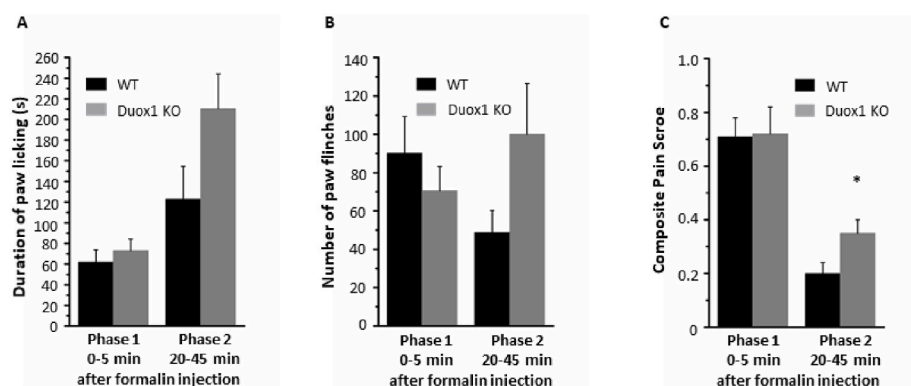 A
Duration of paw licking (s)
260
240
220
200
180
160
140
120
100
80
60
40
20
0
WT
Duox1 KO
Phase 1 Phase 2
0-5 min 20-45 min
after formalin injection
B
Number of paw flinches
140
120
100
80
60
40
20
0
WT
Duox1 KO
Phase 1 Phase 2
0-5 min 20-45 min
after formalin injection
C
Composite Pain Scroe
1.0
0.8
0.6
0.4
0.2
0
WT
Duox1 KO
*
Phase 1 Phase 2
0-5 min 20-45 min
after formalin injection